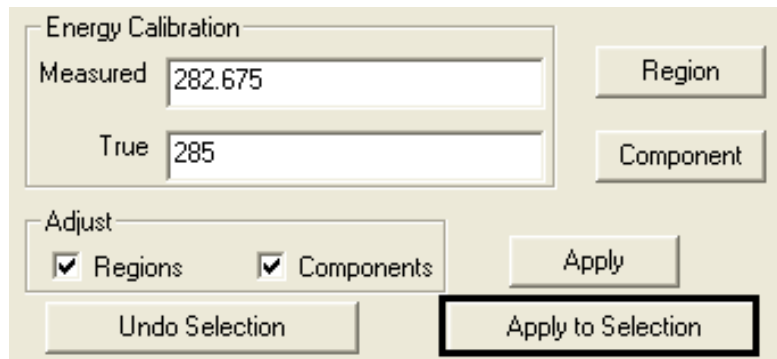 Energy Calibration
Measured 282.675
Region
True 285
Component
Adjust
Regions Components
Apply
Undo Selection Apply to Selection